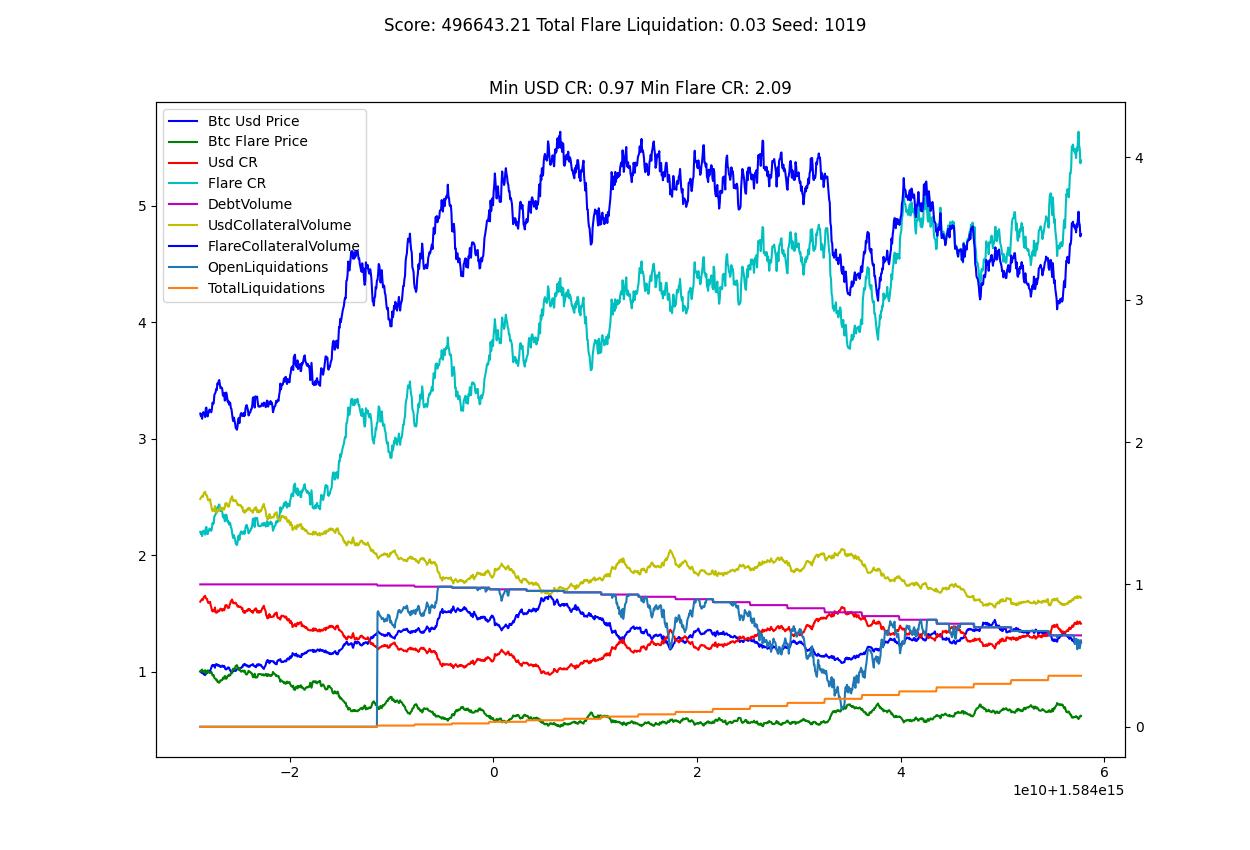 Score: 496643.21 Total Flare Liquidation: 0.03 Seed: 1019
Min USD CR: 0.97 Min Flare CR: 2.09
Btc Usd Price
Btc Flare Price
Usd CR
Flare CR
DebtVolume
UsdCollateralVolume
FlareCollateralVolume
OpenLiquidations
TotalLiquidations
5
4
3
2
1
4
3
2
1
0
−2
0
2
4
6
1e10+1.584e15